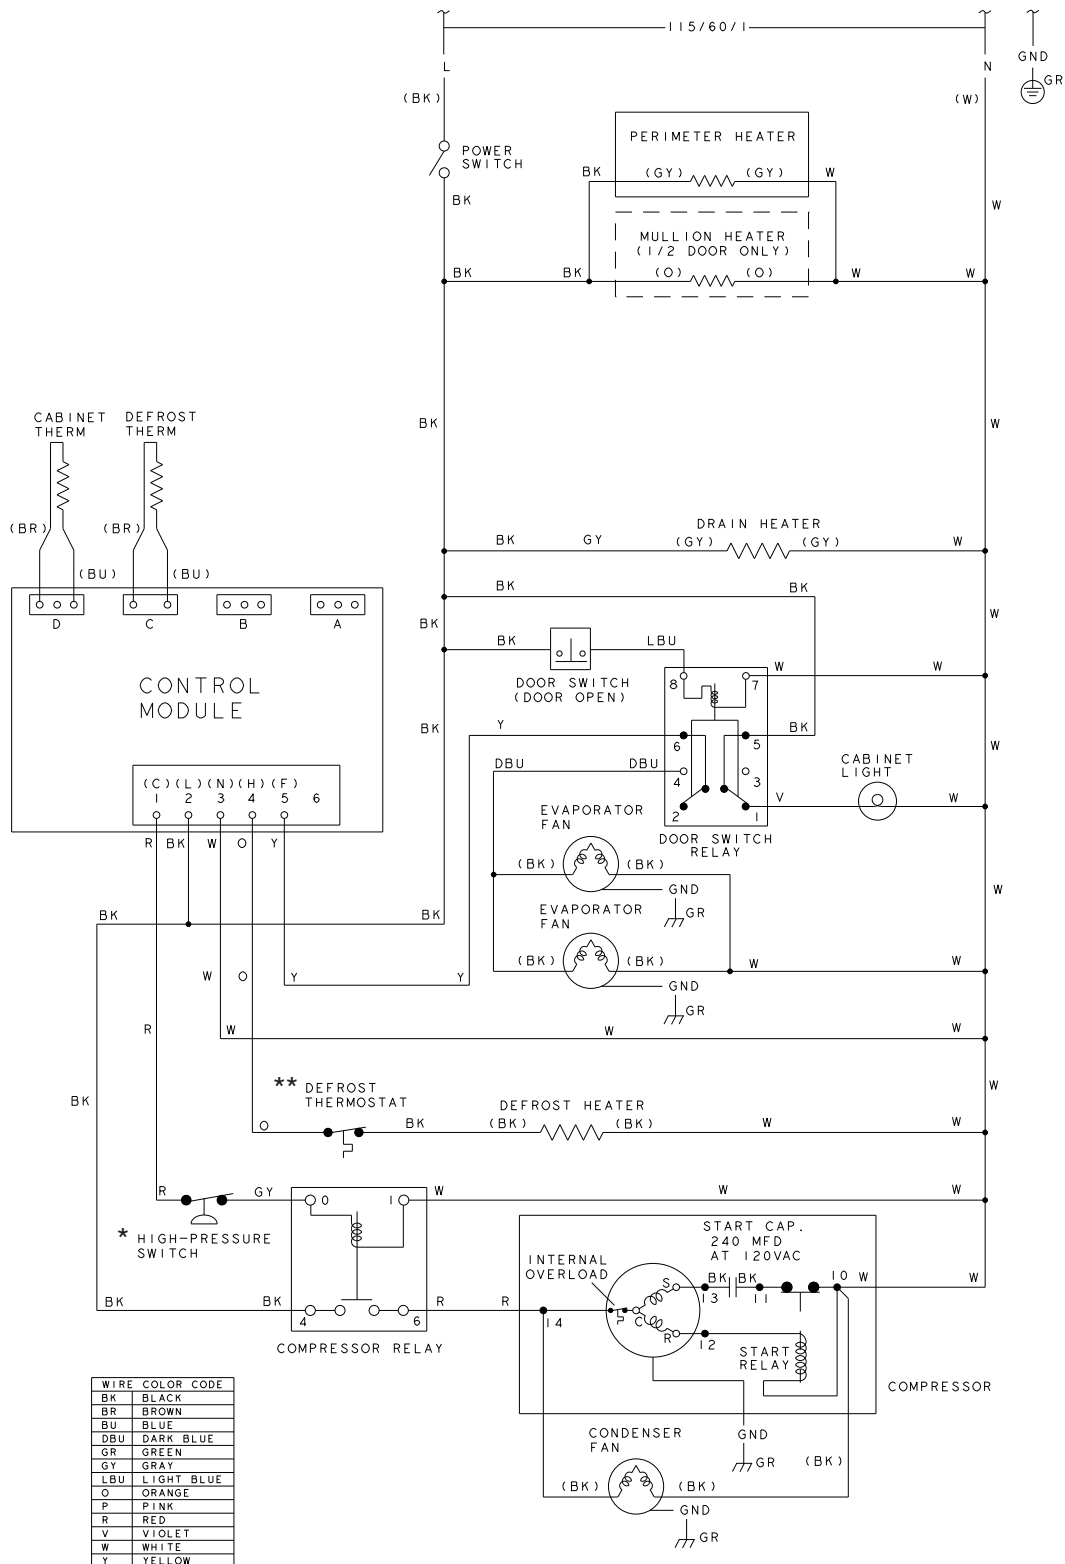 115/60/1
GND
L
N
GR
(BK)
(W)
PERIMETER HEATER
POWER
SWITCH
BK
(GY)
(GY)
W
BK
W
MULLION HEATER
(1/2 DOOR ONLY)
BK
BK
(O)
(O)
W
W
CABINET
THERM
DEFROST
THERM
BK
W
(BR)
(BR)
DRAIN HEATER
BK
GY
(GY)
(GY)
W
(BU)
(BU)
BK
BK
D
C
B
A
BK
W
BK
LBU
CONTROL
MODULE
DOOR SWITCH
(DOOR OPEN)
8
7
W
W
BK
Y
6
5
BK
W
DBU
DBU
4
3
CABINET
LIGHT
(C)
(L)
(N)
(H)
(F)
1
2
3
4
5
6
2
1
V
W
R
BK
W
O
Y
EVAPORATOR
FAN
DOOR SWITCH
RELAY
(BK)
(BK)
GND
W
BK
BK
EVAPORATOR
FAN
GR
W
O
Y
Y
(BK)
(BK)
W
W
GND
GR
R
W
W
W
BK
** DEFROST
THERMOSTAT
DEFROST HEATER
W
O
BK
(BK)
(BK)
W
W
R
GY
0
1
W
W
W
* HIGH-PRESSURE
SWITCH
START CAP.
240 MFD
AT 120VAC
INTERNAL
OVERLOAD
S
BK
BK
10
W
W
13
11
BK
BK
4
6
R
R
14
C
R
12
COMPRESSOR RELAY
START
RELAY
COMPRESSOR
WIRE COLOR CODE
BK BLACK
BR BROWN
BU BLUE
DBU DARK BLUE
GR GREEN
GY GRAY
LBU LIGHT BLUE
O ORANGE
P PINK
R RED
V VIOLET
W WHITE
Y YELLOW
CONDENSER
FAN
GND
GR
(BK)
(BK)
(BK)
GND
GR